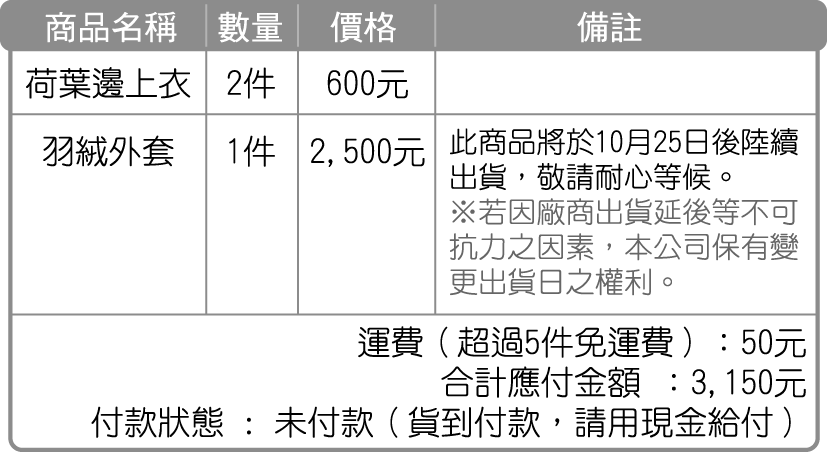 商品名稱 數量 價格 備註
荷葉邊上衣 2件 600元
羽絨外套 1件 2,500元 此商品將於10月25日後陸續
出貨，敬請耐心等候。
※若因廠商出貨延後等不可
抗力之因素，本公司保有變
更出貨日之權利。
運費（超過5件免運費）：50元
合計應付金額 ：3,150元
付款狀態 : 未付款（貨到付款，請用現金給付）